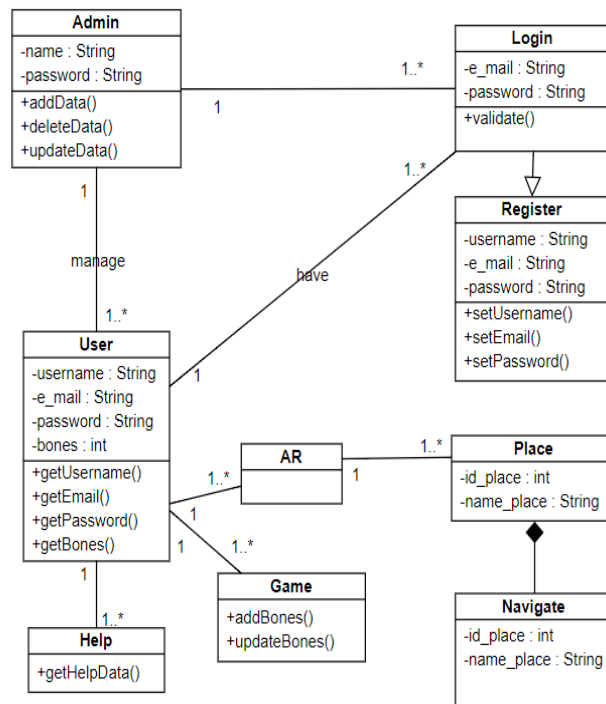 Admin
-name : String
-password : String
+addData()
+deleteData()
+updateData()
1
1
1..*
Login
-e_mail : String
-password : String
+validate()
1..*
Register
-username : String
-e_mail : String
-password : String
+setUsername()
+setEmail()
+setPassword()
1
manage
have
1..*
User
-username : String
-e_mail : String
-password : String
-bones : int
+getUsername()
+getEmail()
+getPassword()
+getBones()
1
1..*
1
AR
1
1..*
Place
-id_place : int
-name_place : String
1
1..*
Game
+addBones()
+updateBones()
Navigate
-id_place : int
-name_place : String
1
1..*
Help
+getHelpData()